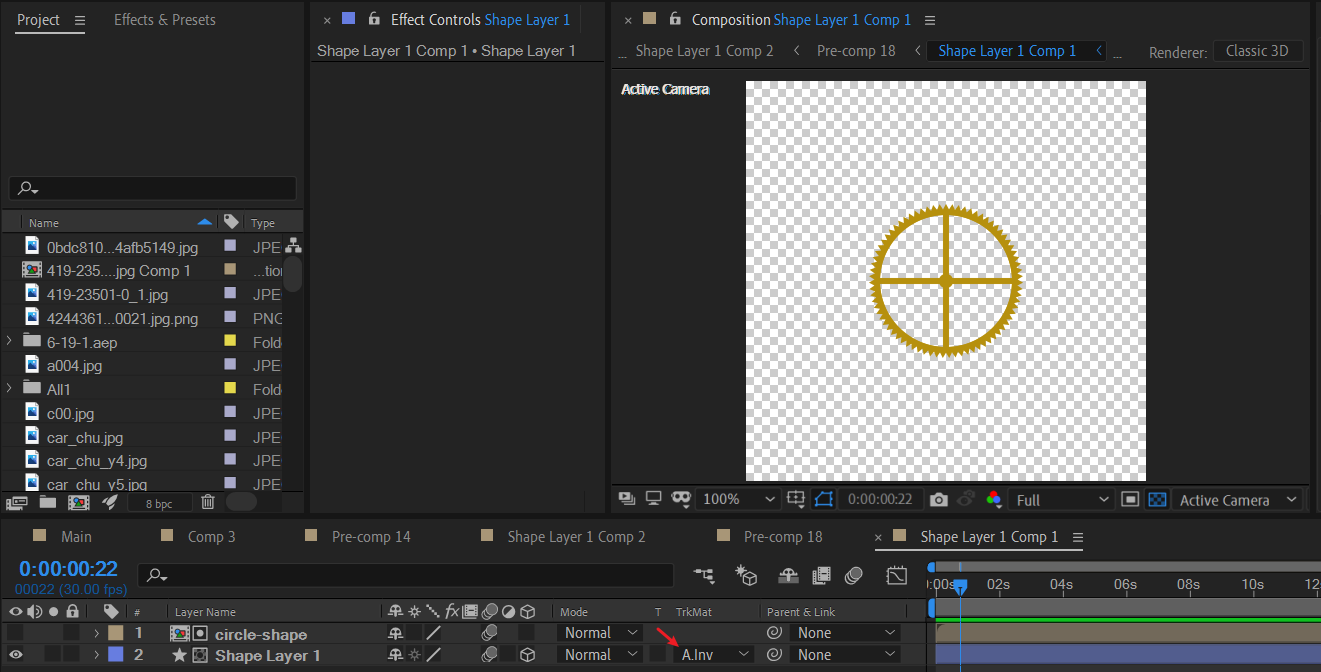 Project
Effects & Presets
Effect Controls Shape Layer 1
Composition Shape Layer 1 Comp 1
Shape Layer 1 Comp 1 • Shape Layer 1
... Shape Layer 1 Comp 2
Pre-comp 18
Shape Layer 1 Comp 1
...
Renderer: Classic 3D
Active Camera
Name
Type
0bdc810...4afb5149.jpg JPE
419-235....jpg Comp 1 ...tion
419-23501-0_1.jpg JPE
4244361...0021.jpg.png PNG
6-19-1.aep Folde
a004.jpg JPE
All1 Folde
c00.jpg JPE
car_chu.jpg JPE
car_chu_y4.jpg JPE
car_chu_y5.jpg JPE
8 bpc
100%
0:00:00:22
Full
Active Camera
Main
Comp 3
Pre-comp 14
Shape Layer 1 Comp 2
Pre-comp 18
Shape Layer 1 Comp 1
0:00:00:22
00022 (30.00 fps)
:00s 02s 04s 06s 08s 10s 12
# Layer Name fx Mode T TrkMat Parent & Link
1 circle-shape Normal None
2 Shape Layer 1 Normal A.Inv None